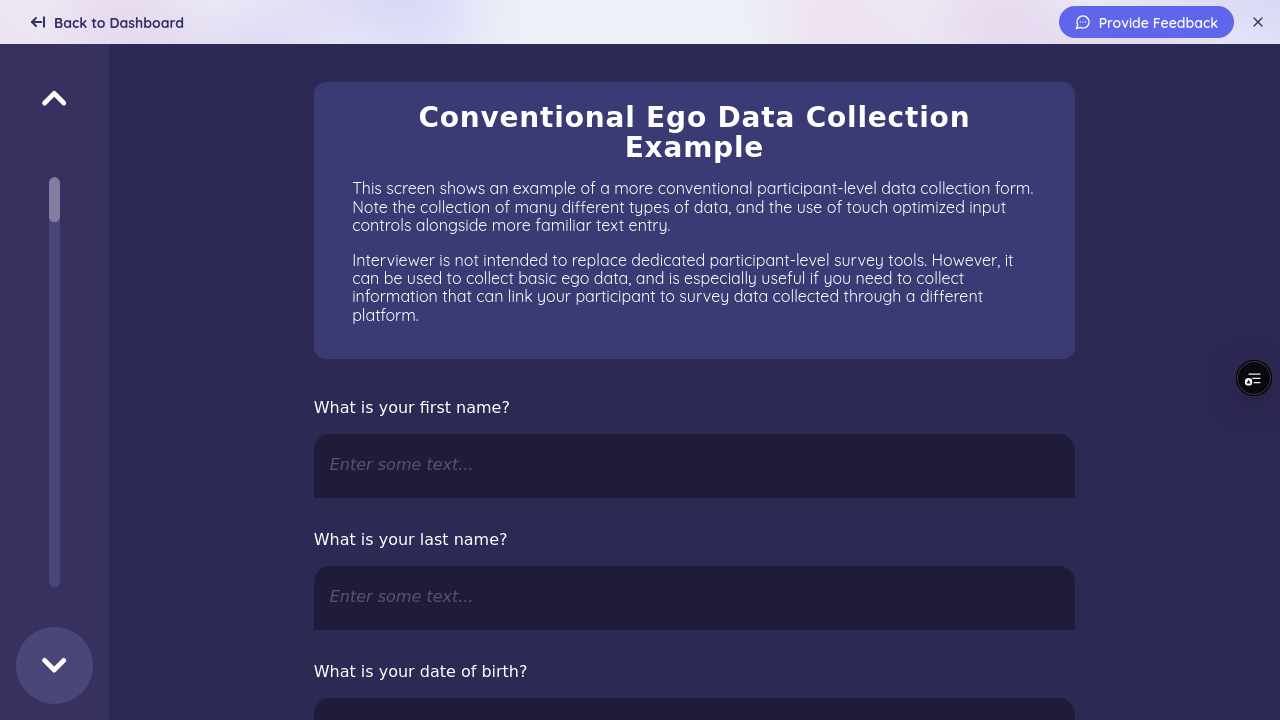 Back to Dashboard
Provide Feedback
Conventional Ego Data Collection
Example
This screen shows an example of a more conventional participant-level data collection form.
Note the collection of many different types of data, and the use of touch optimized input
controls alongside more familiar text entry.
Interviewer is not intended to replace dedicated participant-level survey tools. However, it
can be used to collect basic ego data, and is especially useful if you need to collect
information that can link your participant to survey data collected through a different
platform.
What is your first name?
Enter some text...
What is your last name?
Enter some text...
What is your date of birth?